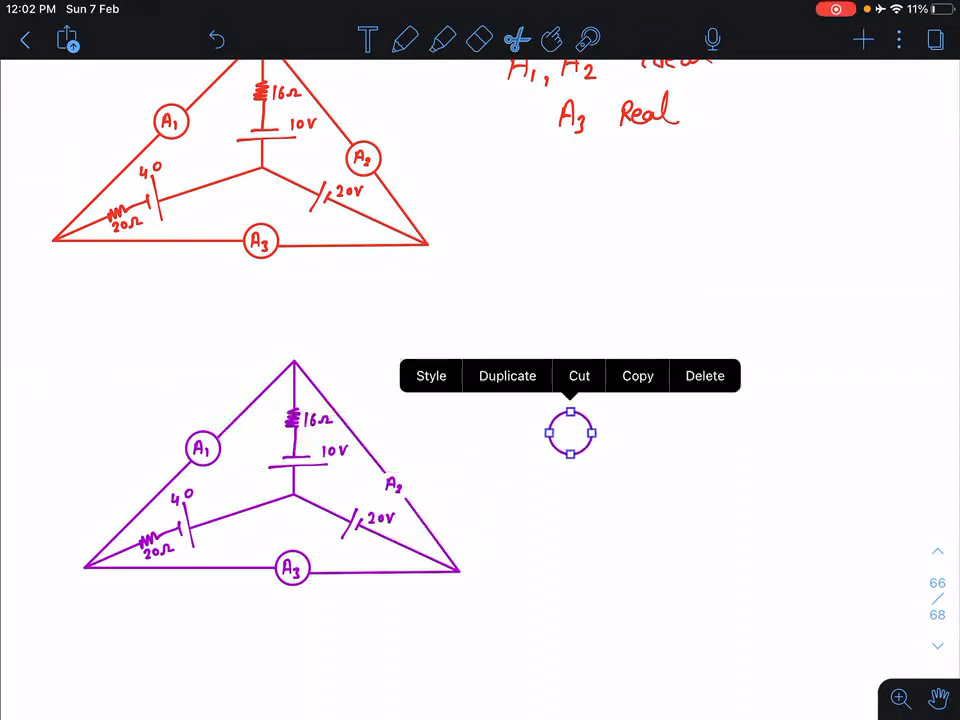 12:02 PM Sun 7 Feb
11%
T
A1, A2
A3 Real
16Ω
10V
A1
A2
40
20V
20Ω
A3
Style Duplicate Cut Copy Delete
16Ω
10V
A1
A2
40
20V
20Ω
A3
66
/
68